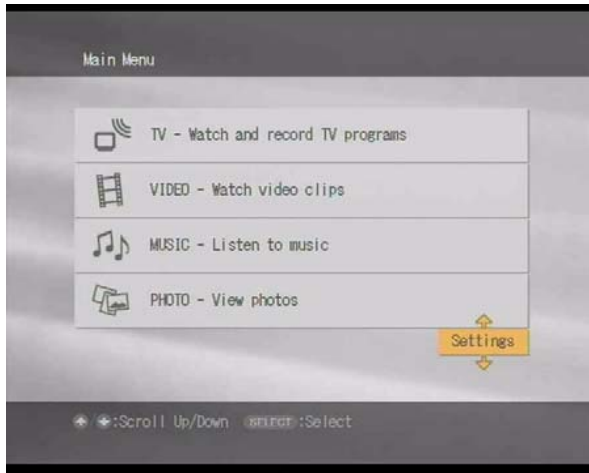 Main Menu
TV - Watch and record TV programs
VIDEO - Watch video clips
MUSIC - Listen to music
PHOTO - View photos
Settings
:Scroll Up/Down SELECT :Select